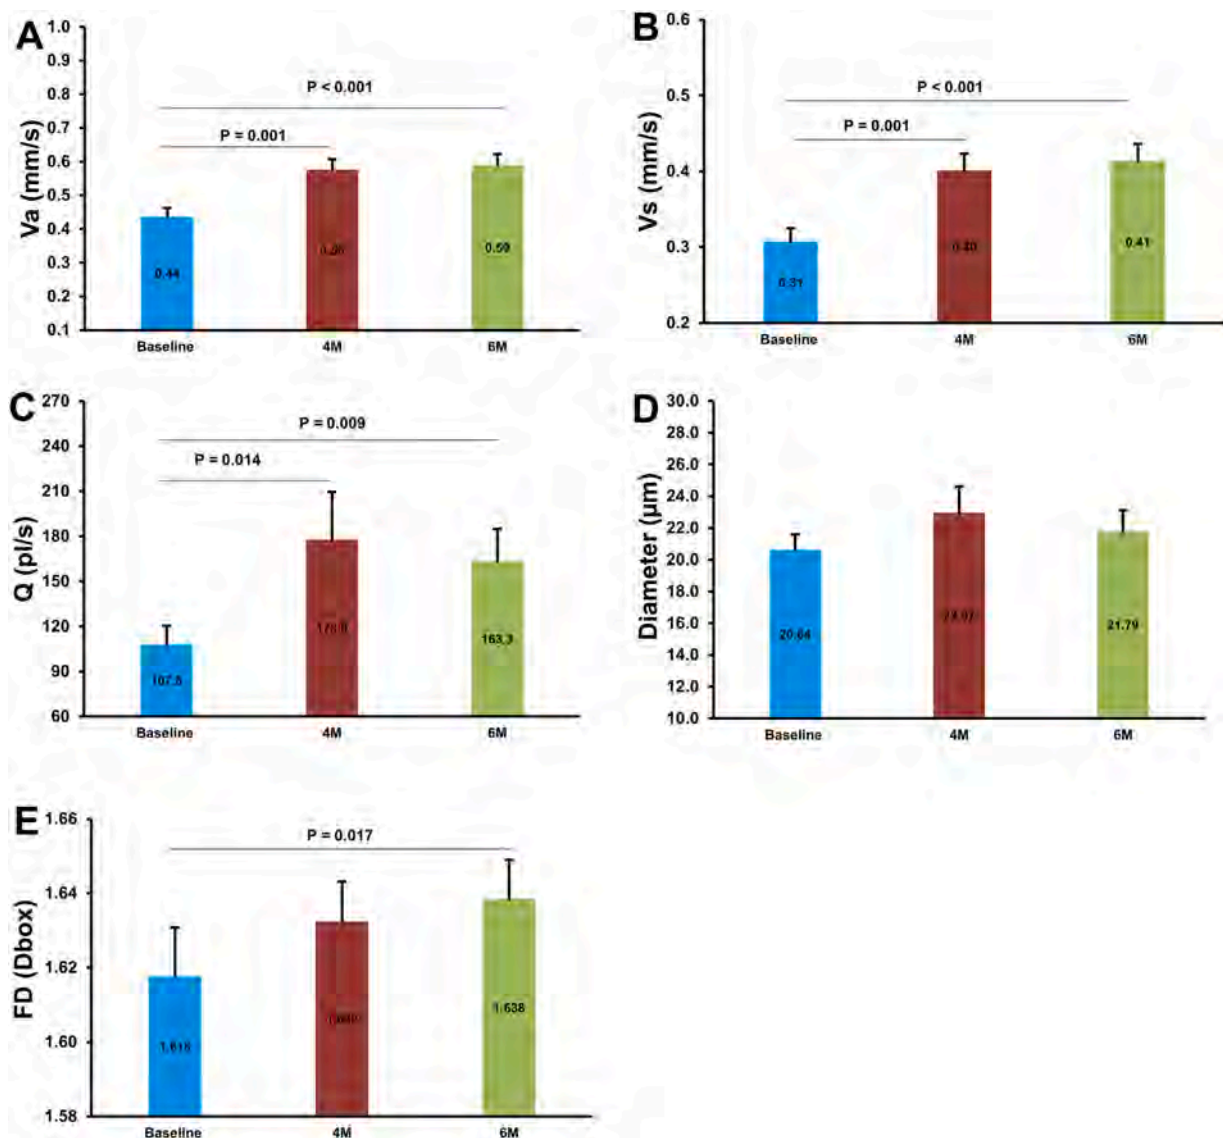 A
Va (mm/s)
1.0
0.9
0.8
0.7
0.6
0.5
0.4
0.3
0.2
0.1
P < 0.001
P = 0.001
0.44
0.59
Baseline
4M
6M
B
Vs (mm/s)
0.6
0.5
0.4
0.3
0.2
P < 0.001
P = 0.001
0.31
0.40
0.41
Baseline
4M
6M
C
Q (pl/s)
270
240
210
180
150
120
90
60
P = 0.009
P = 0.014
163.3
Baseline
4M
6M
D
Diameter (μm)
30.0
28.0
26.0
24.0
22.0
20.0
18.0
16.0
14.0
12.0
10.0
20.64
21.79
Baseline
4M
6M
E
FD (Dbox)
1.66
1.64
1.62
1.60
1.58
P = 0.017
1.618
1.638
Baseline
4M
6M